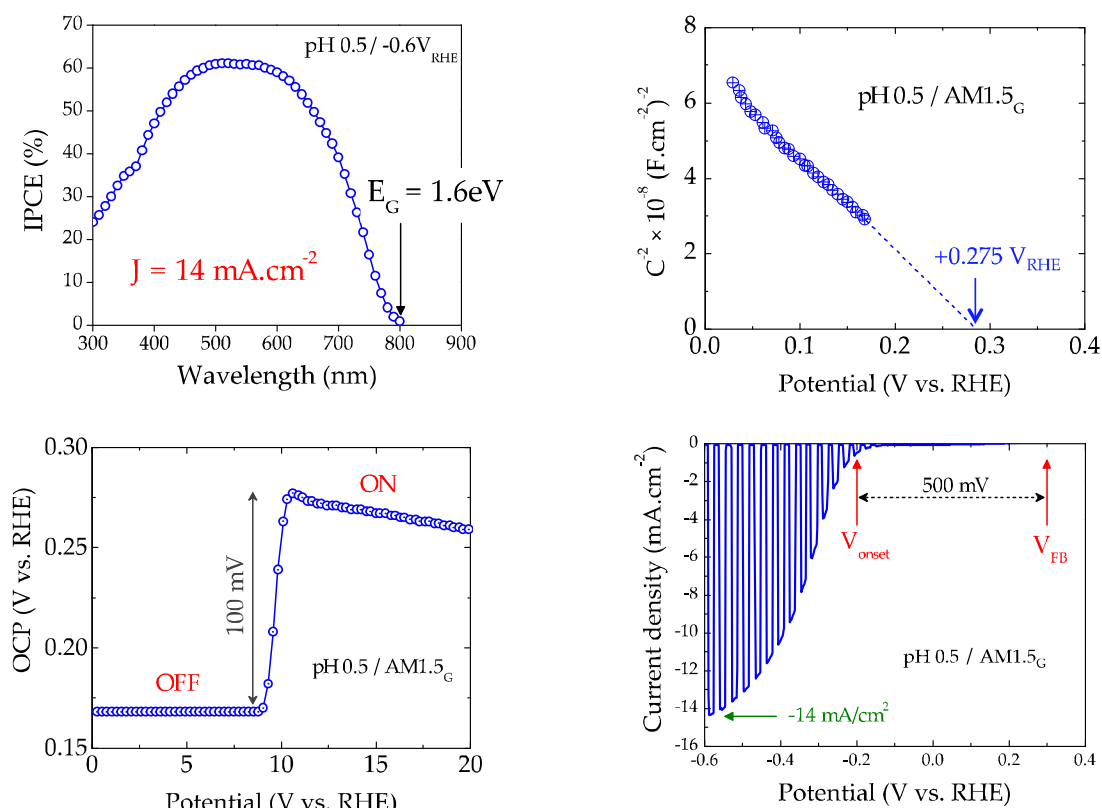 70
60
50
40
30
20
10
0
IPCE (%)
pH 0.5 / -0.6V_RHE
E_G = 1.6eV
J = 14 mA.cm^-2
300 400 500 600 700 800 900
Wavelength (nm)
8
6
4
2
0
C^-2 × 10^-8 (F.cm^-2)^-2
pH 0.5 / AM1.5_G
+0.275 V_RHE
0.0 0.1 0.2 0.3 0.4
Potential (V vs. RHE)
0.30
0.25
0.20
0.15
OCP (V vs. RHE)
ON
100 mV
OFF
pH 0.5 / AM1.5_G
0 5 10 15 20
Potential (V vs. RHE)
0
-2
-4
-6
-8
-10
-12
-14
-16
Current density (mA.cm^-2)
500 mV
V_onset
V_FB
pH 0.5 / AM1.5_G
-14 mA/cm^2
-0.6 -0.4 -0.2 0.0 0.2 0.4
Potential (V vs. RHE)